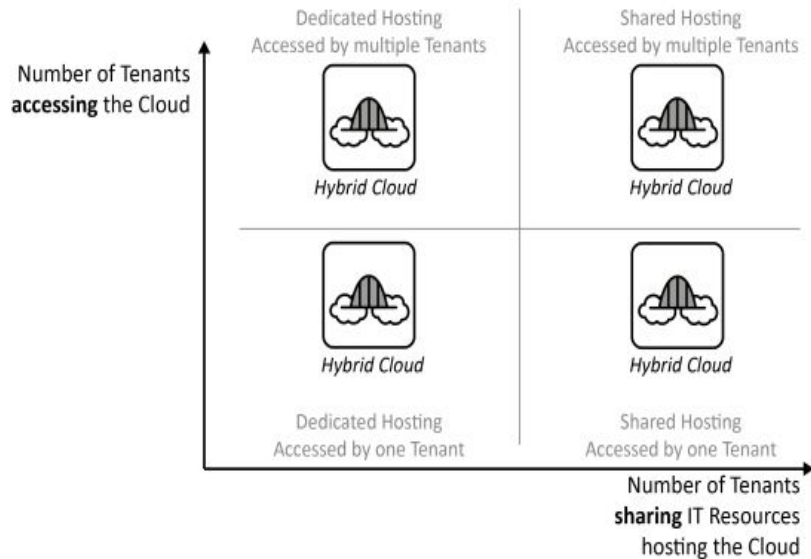 Dedicated Hosting
Accessed by multiple Tenants
Shared Hosting
Accessed by multiple Tenants
Number of Tenants
accessing the Cloud
Hybrid Cloud
Hybrid Cloud
Hybrid Cloud
Hybrid Cloud
Dedicated Hosting
Accessed by one Tenant
Shared Hosting
Accessed by one Tenant
Number of Tenants
sharing IT Resources
hosting the Cloud